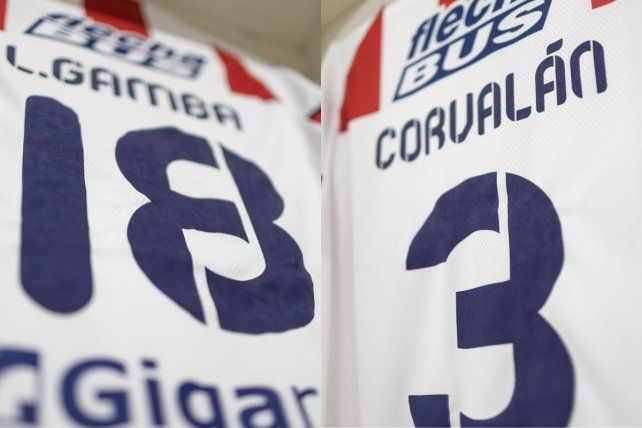 flecha
BUS
L.GAMBA
18
Gigar
flecha
BUS
CORVALÁN
3